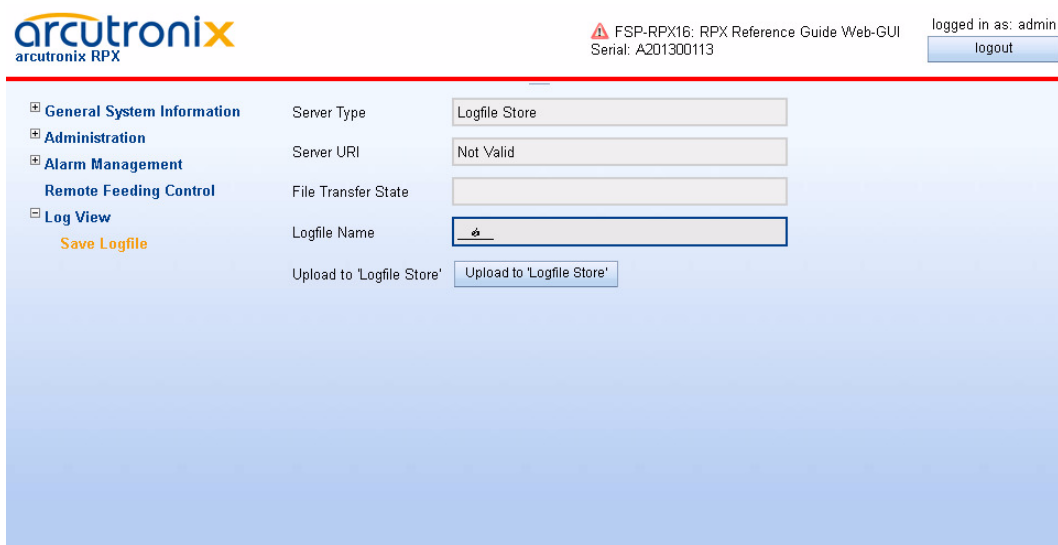 arcutronix
arcutronix RPX
FSP-RPX16: RPX Reference Guide Web-GUI
Serial: A201300113
logged in as: admin
logout
General System Information
Administration
Alarm Management
Remote Feeding Control
Log View
Save Logfile
Server Type Logfile Store
Server URI Not Valid
File Transfer State
Logfile Name
Upload to 'Logfile Store' Upload to 'Logfile Store'